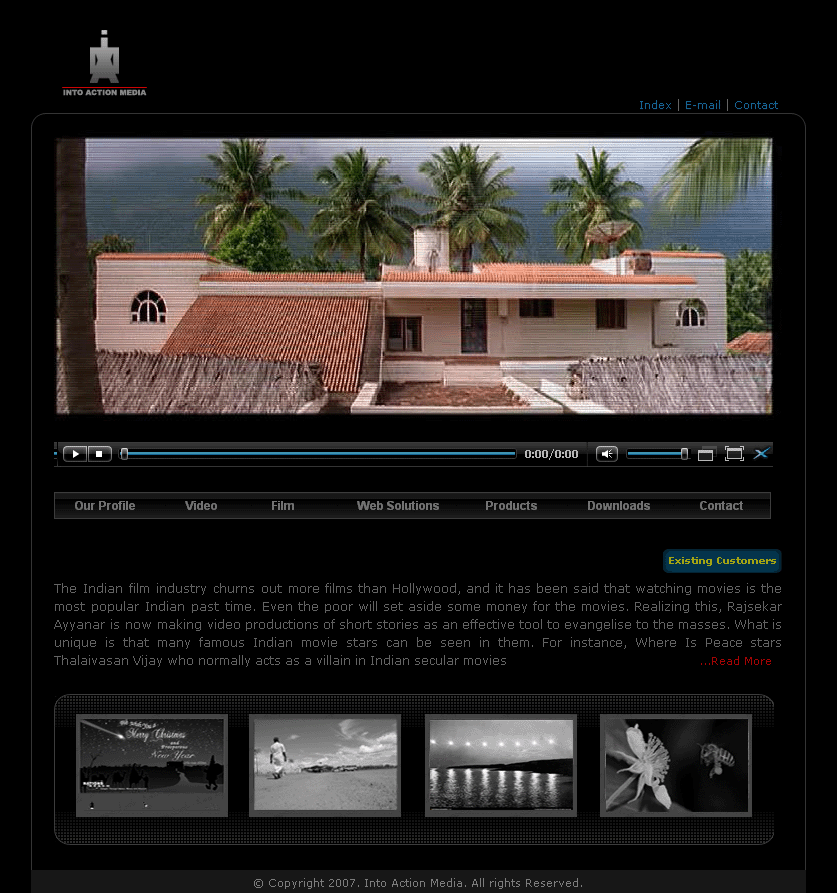 INTO ACTION MEDIA
Index | E-mail | Contact
0:00/0:00
Our Profile Video Film Web Solutions Products Downloads Contact
Existing Customers
The Indian film industry churns out more films than Hollywood, and it has been said that watching movies is the
most popular Indian past time. Even the poor will set aside some money for the movies. Realizing this, Rajsekar
Ayyanar is now making video productions of short stories as an effective tool to evangelise to the masses. What is
unique is that many famous Indian movie stars can be seen in them. For instance, Where Is Peace stars
Thalaivasan Vijay who normally acts as a villain in Indian secular movies ...Read More
Merry Christmas
and
Prosperous
New Year
© Copyright 2007. Into Action Media. All rights Reserved.